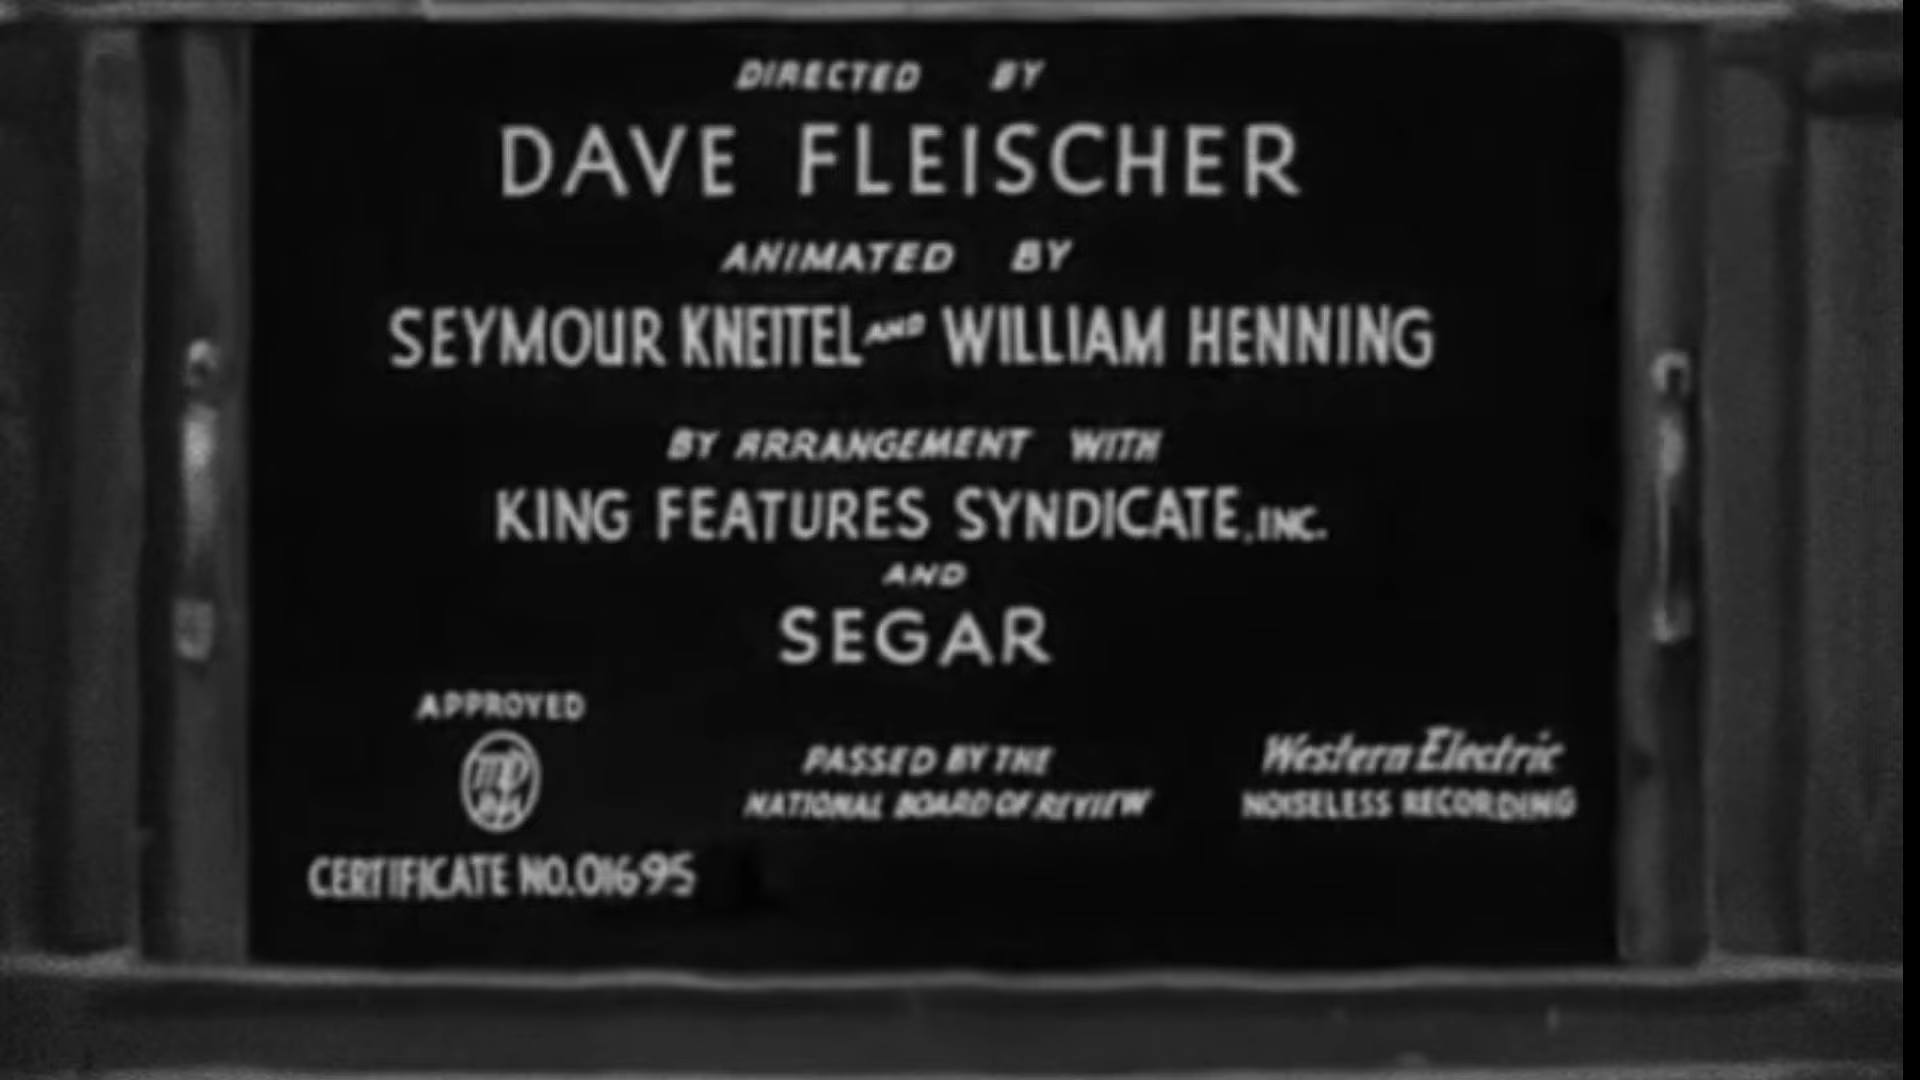 DIRECTED BY
DAVE FLEISCHER
ANIMATED BY
SEYMOUR KNEITEL AND WILLIAM HENNING
BY ARRANGEMENT WITH
KING FEATURES SYNDICATE, INC.
AND
SEGAR
APPROVED
PASSED BY THE
NATIONAL BOARD OF REVIEW
Western Electric
NOISELESS RECORDING
CERTIFICATE NO. 01695